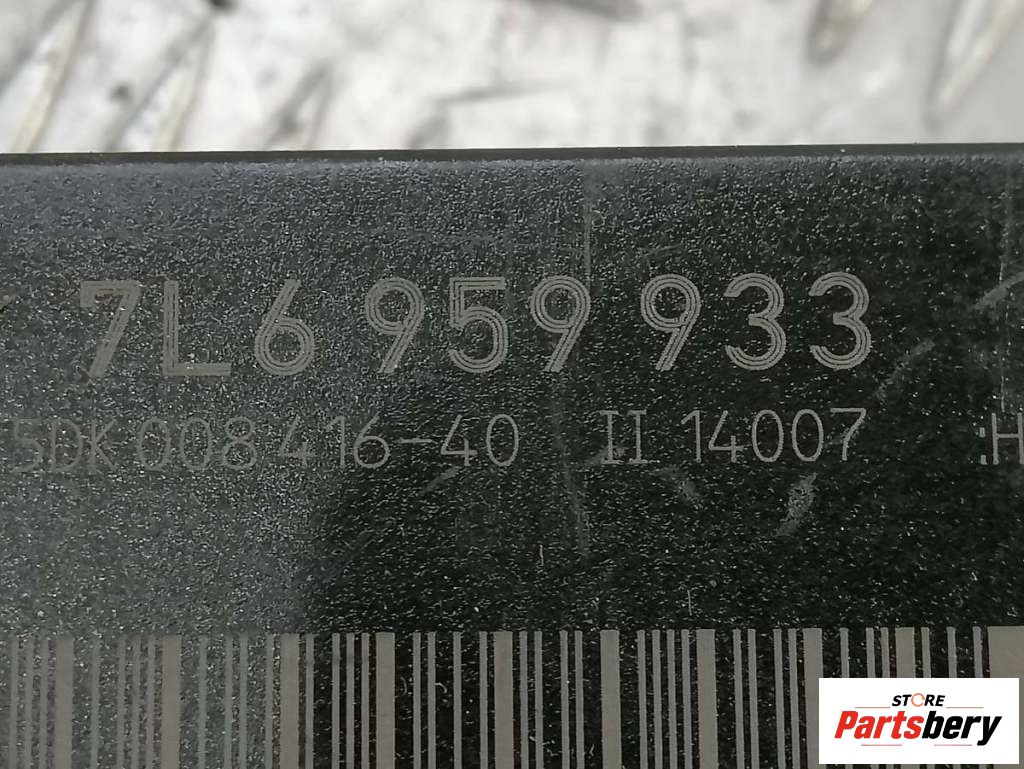 7L6 959 933
5DK 008 416-40 II 14007 :H
STORE
Partsbery